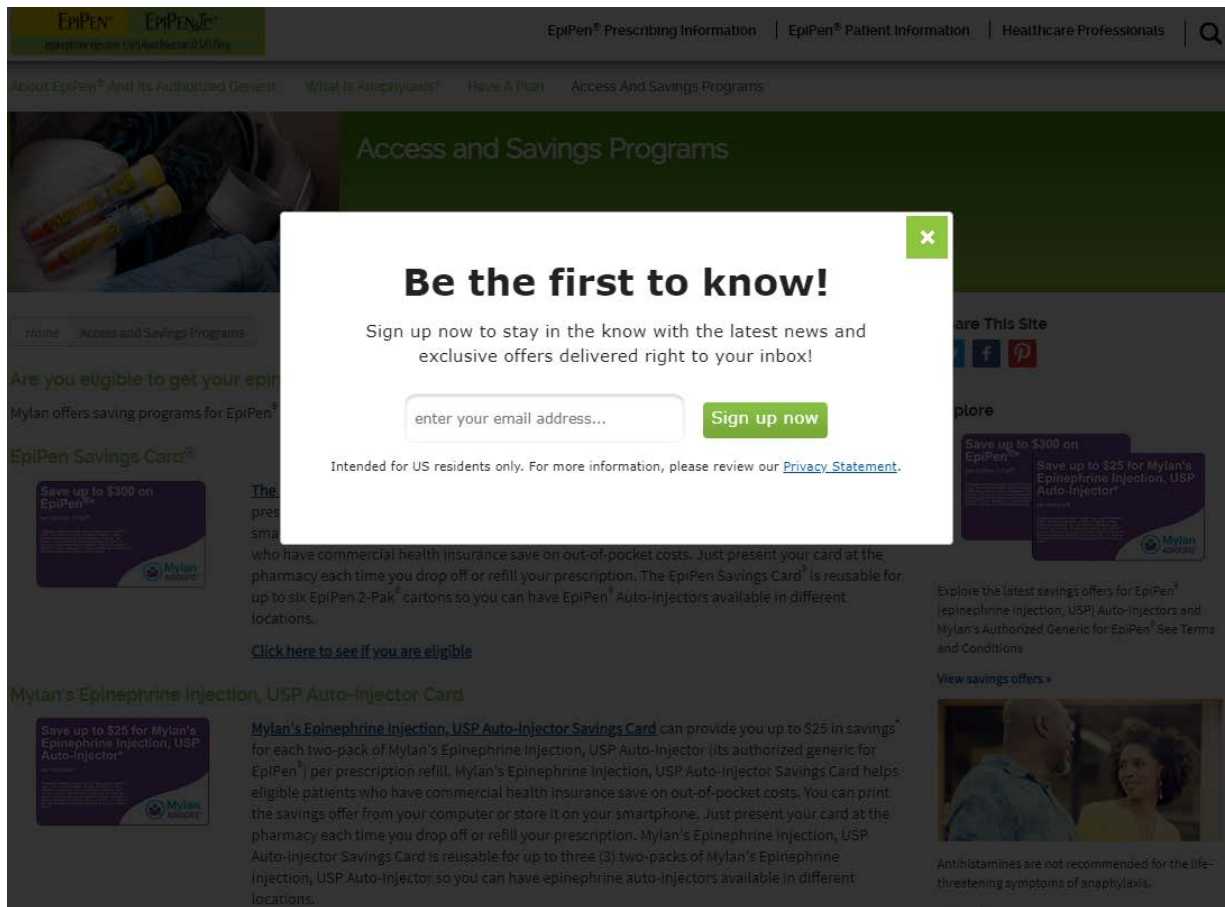 EPIPEN® EPIPEN Jr®
EpiPen® Prescribing Information | EpiPen® Patient Information | Healthcare Professionals
About EpiPen® And Its Authorized Generic What Is Anaphylaxis? Have A Plan Access And Savings Programs
Access and Savings Programs
×
Be the first to know!
Sign up now to stay in the know with the latest news and
exclusive offers delivered right to your inbox!
enter your email address...
Sign up now
Intended for US residents only. For more information, please review our Privacy Statement.
Home Access and Savings Programs
are This Site
Are you eligible to get your epin
Mylan offers saving programs for EpiPen®
EpiPen Savings Card®
Save up to $300 on
EpiPen®*
Mylan
ADVOCATE
The
pres
sma
who have commercial health insurance save on out-of-pocket costs. Just present your card at the
pharmacy each time you drop off or refill your prescription. The EpiPen Savings Card® is reusable for
up to six EpiPen 2-Pak® cartons so you can have EpiPen® Auto-Injectors available in different
locations.
Click here to see if you are eligible
Mylan's Epinephrine Injection, USP Auto-Injector Card
Save up to $25 for Mylan's
Epinephrine Injection, USP
Auto-Injector*
Mylan
ADVOCATE
Mylan's Epinephrine Injection, USP Auto-Injector Savings Card can provide you up to $25 in savings*
for each two-pack of Mylan's Epinephrine Injection, USP Auto-Injector (its authorized generic for
EpiPen®) per prescription refill. Mylan's Epinephrine Injection, USP Auto-Injector Savings Card helps
eligible patients who have commercial health insurance save on out-of-pocket costs. You can print
the savings offer from your computer or store it on your smartphone. Just present your card at the
pharmacy each time you drop off or refill your prescription. Mylan's Epinephrine Injection, USP
Auto-Injector Savings Card is reusable for up to three (3) two-packs of Mylan's Epinephrine
Injection, USP Auto-Injector so you can have epinephrine auto-injectors available in different
locations.
plore
Save up to $300 on
EpiPen®*
Save up to $25 for Mylan's
Epinephrine Injection, USP
Auto-Injector*
Mylan
ADVOCATE
Explore the latest savings offers for EpiPen®
(epinephrine injection, USP) Auto-Injectors and
Mylan's Authorized Generic for EpiPen® See Terms
and Conditions
View savings offers »
Antihistamines are not recommended for the life-
threatening symptoms of anaphylaxis.